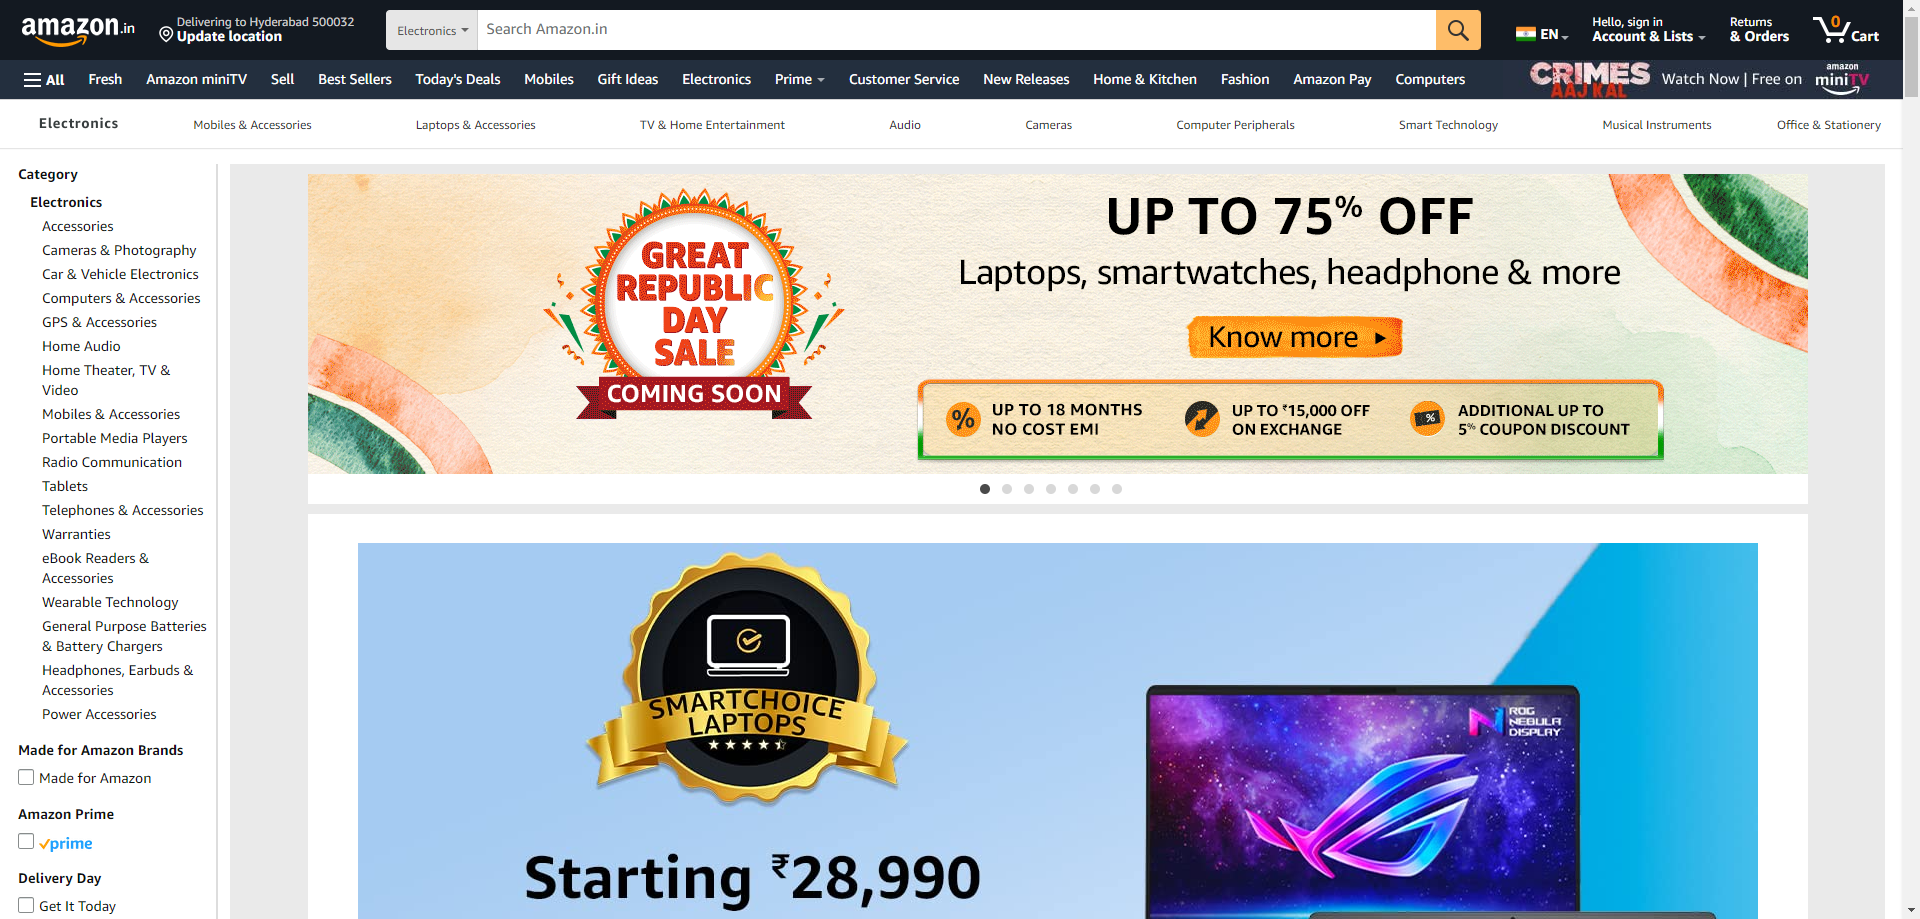 amazon.in
Delivering to Hyderabad 500032
Update location
Electronics
Search Amazon.in
EN
Hello, sign in
Account & Lists
Returns
& Orders
0
Cart
All
Fresh
Amazon miniTV
Sell
Best Sellers
Today's Deals
Mobiles
Gift Ideas
Electronics
Prime
Customer Service
New Releases
Home & Kitchen
Fashion
Amazon Pay
Computers
CRIMES
AAJ KAL
Watch Now | Free on
amazon
miniTV
Electronics
Mobiles & Accessories
Laptops & Accessories
TV & Home Entertainment
Audio
Cameras
Computer Peripherals
Smart Technology
Musical Instruments
Office & Stationery
Category
Electronics
Accessories
Cameras & Photography
Car & Vehicle Electronics
Computers & Accessories
GPS & Accessories
Home Audio
Home Theater, TV &
Video
Mobiles & Accessories
Portable Media Players
Radio Communication
Tablets
Telephones & Accessories
Warranties
eBook Readers &
Accessories
Wearable Technology
General Purpose Batteries
& Battery Chargers
Headphones, Earbuds &
Accessories
Power Accessories
Made for Amazon Brands
Made for Amazon
Amazon Prime
prime
Delivery Day
Get It Today
GREAT
REPUBLIC
DAY
SALE
COMING SOON
UP TO 75% OFF
Laptops, smartwatches, headphone & more
Know more
%
UP TO 18 MONTHS
NO COST EMI
UP TO ₹15,000 OFF
ON EXCHANGE
%
ADDITIONAL UP TO
5% COUPON DISCOUNT
SMARTCHOICE
LAPTOPS
Starting ₹28,990
ROG
NEBULA
DISPLAY